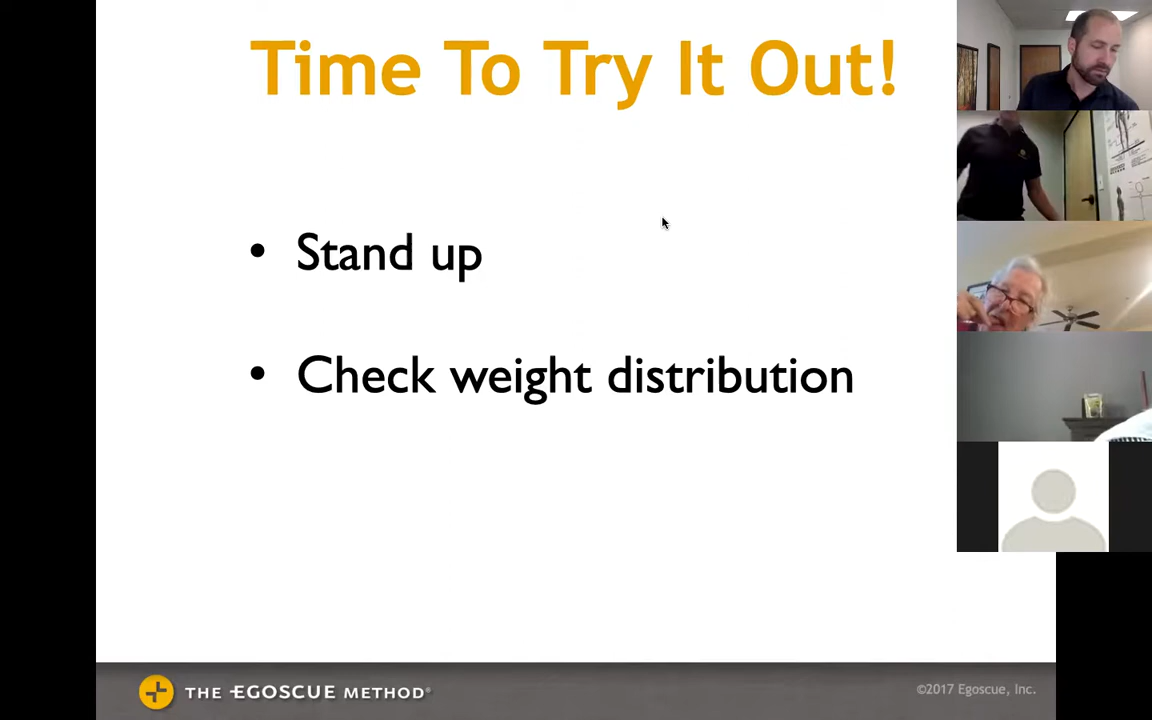 Time To Try It Out!
• Stand up
• Check weight distribution
THE EGOSCUE METHOD®
©2017 Egoscue, Inc.